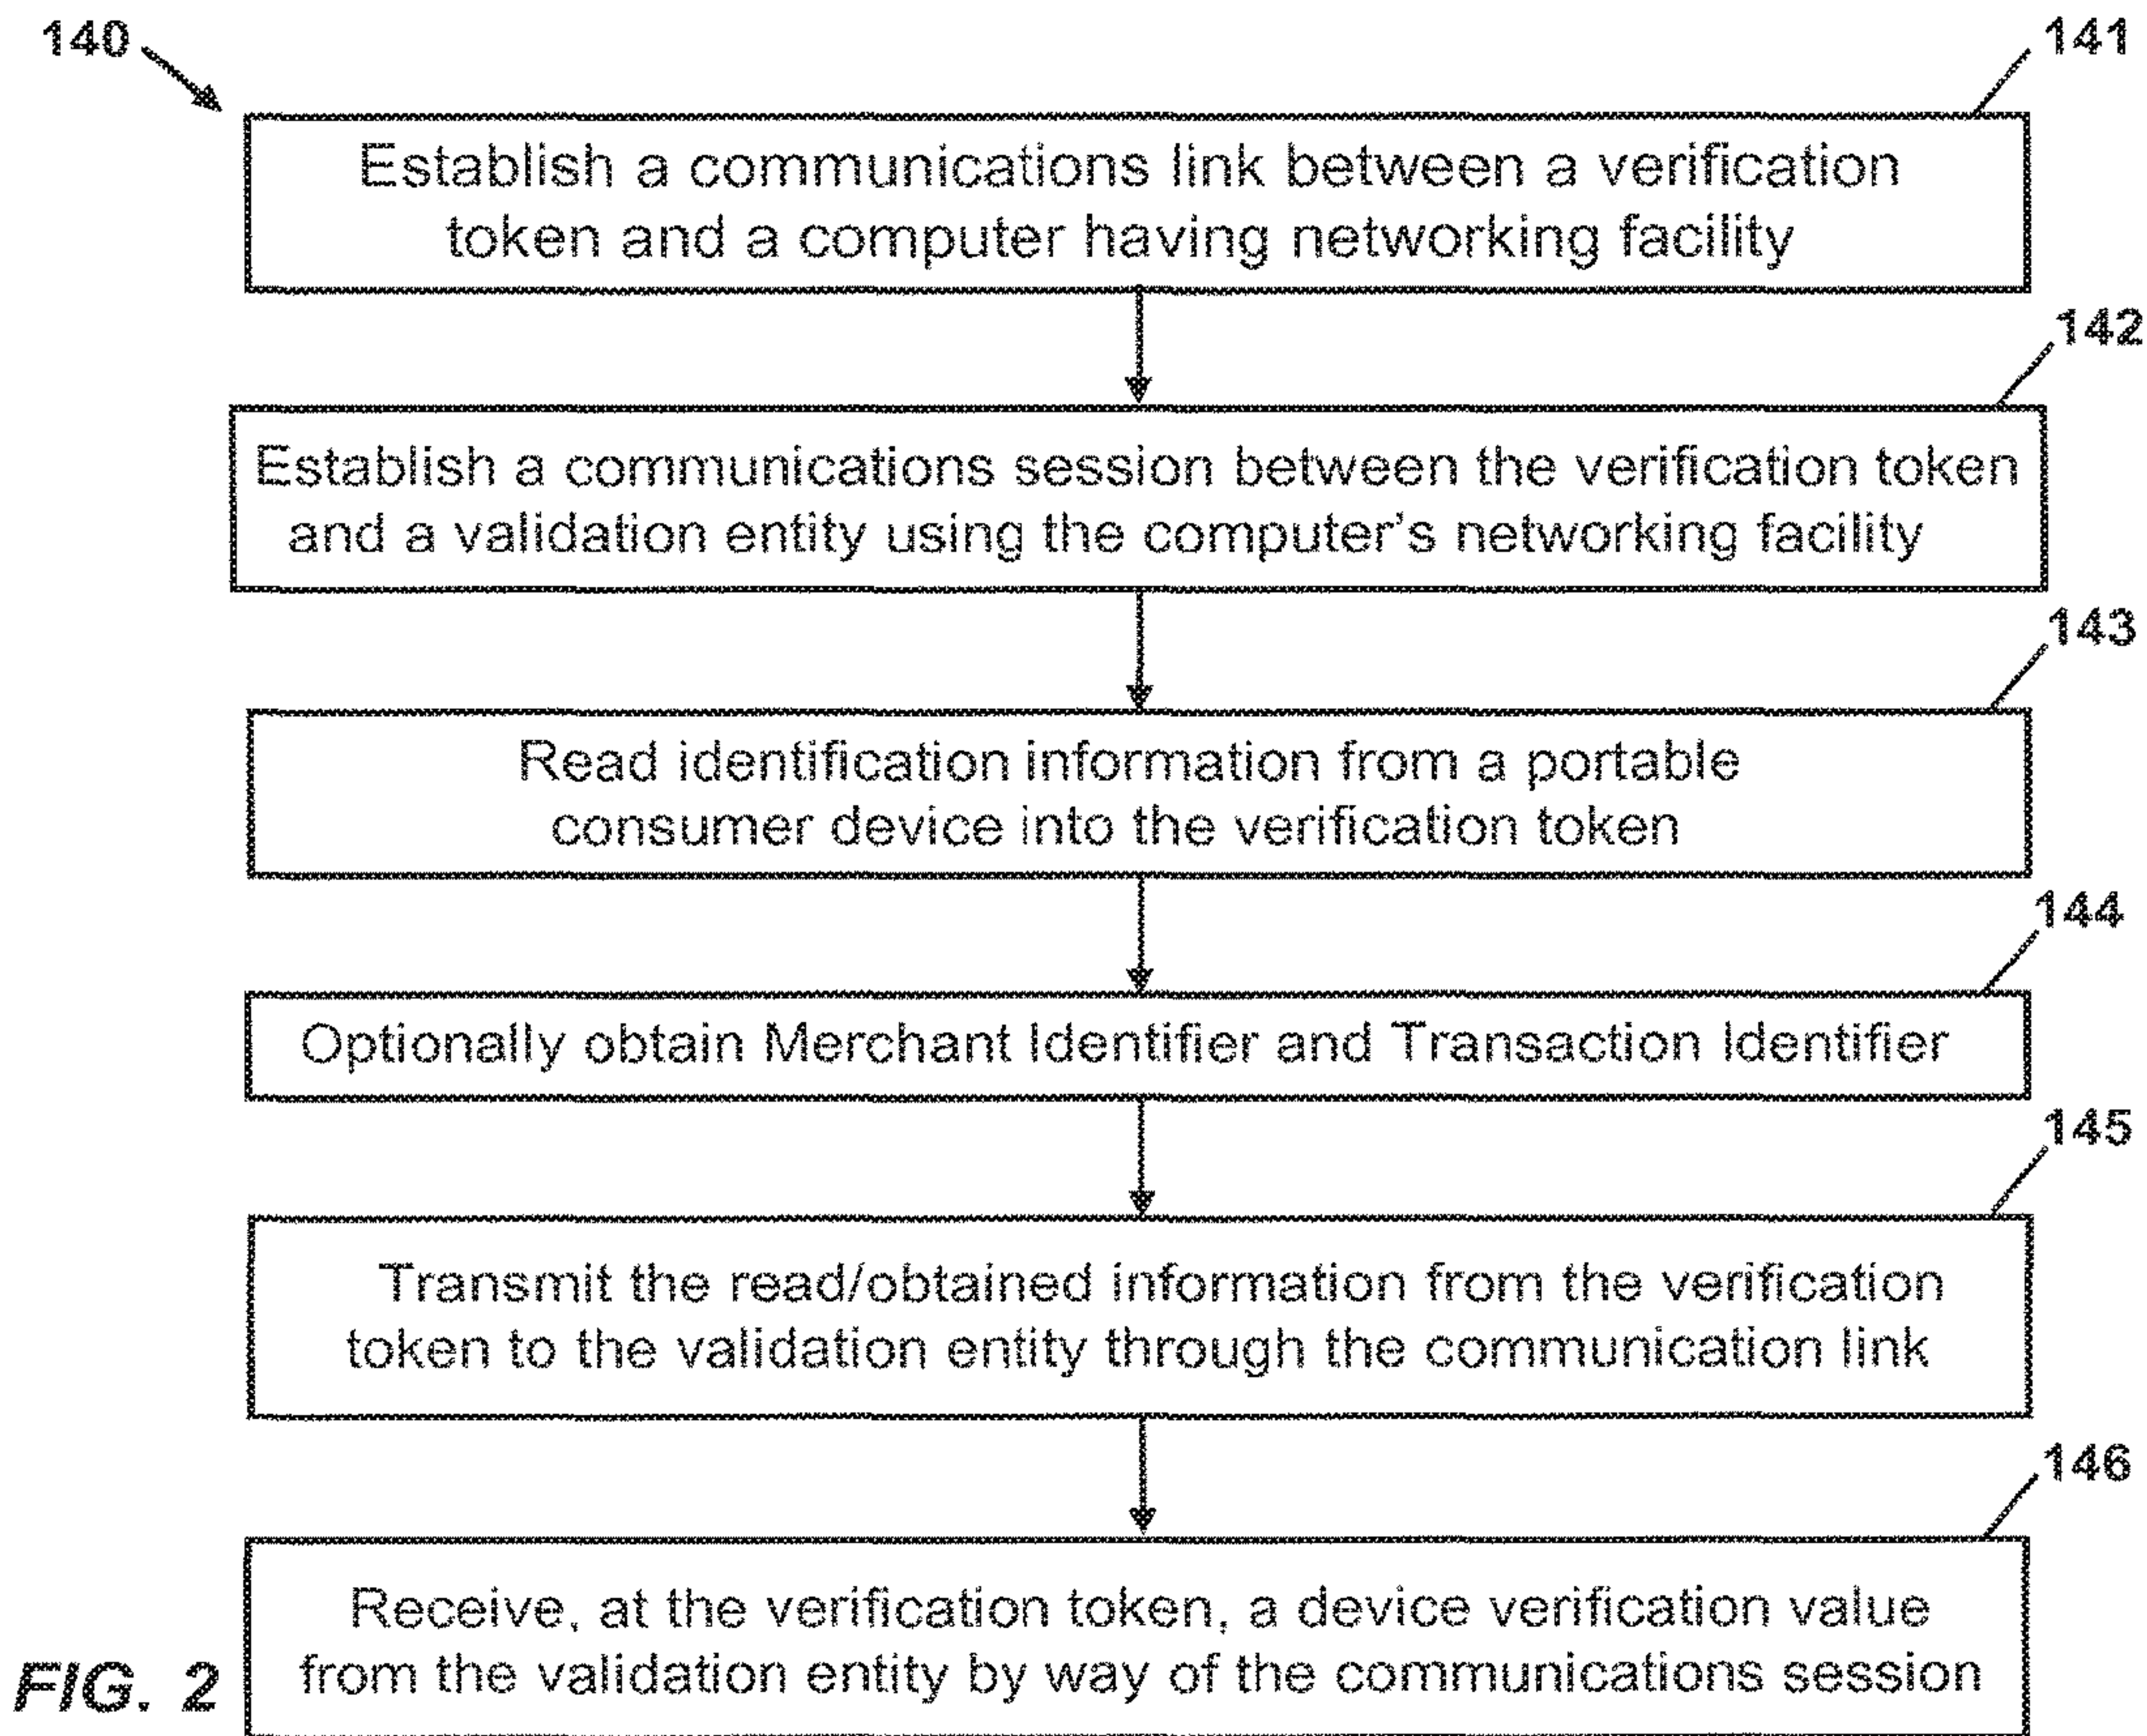 140
141
Establish a communications link between a verification
token and a computer having networking facility
142
Establish a communications session between the verification token
and a validation entity using the computer's networking facility
143
Read identification information from a portable
consumer device into the verification token
144
Optionally obtain Merchant Identifier and Transaction Identifier
145
Transmit the read/obtained information from the verification
token to the validation entity through the communication link
146
Receive, at the verification token, a device verification value
from the validation entity by way of the communications session
FIG. 2